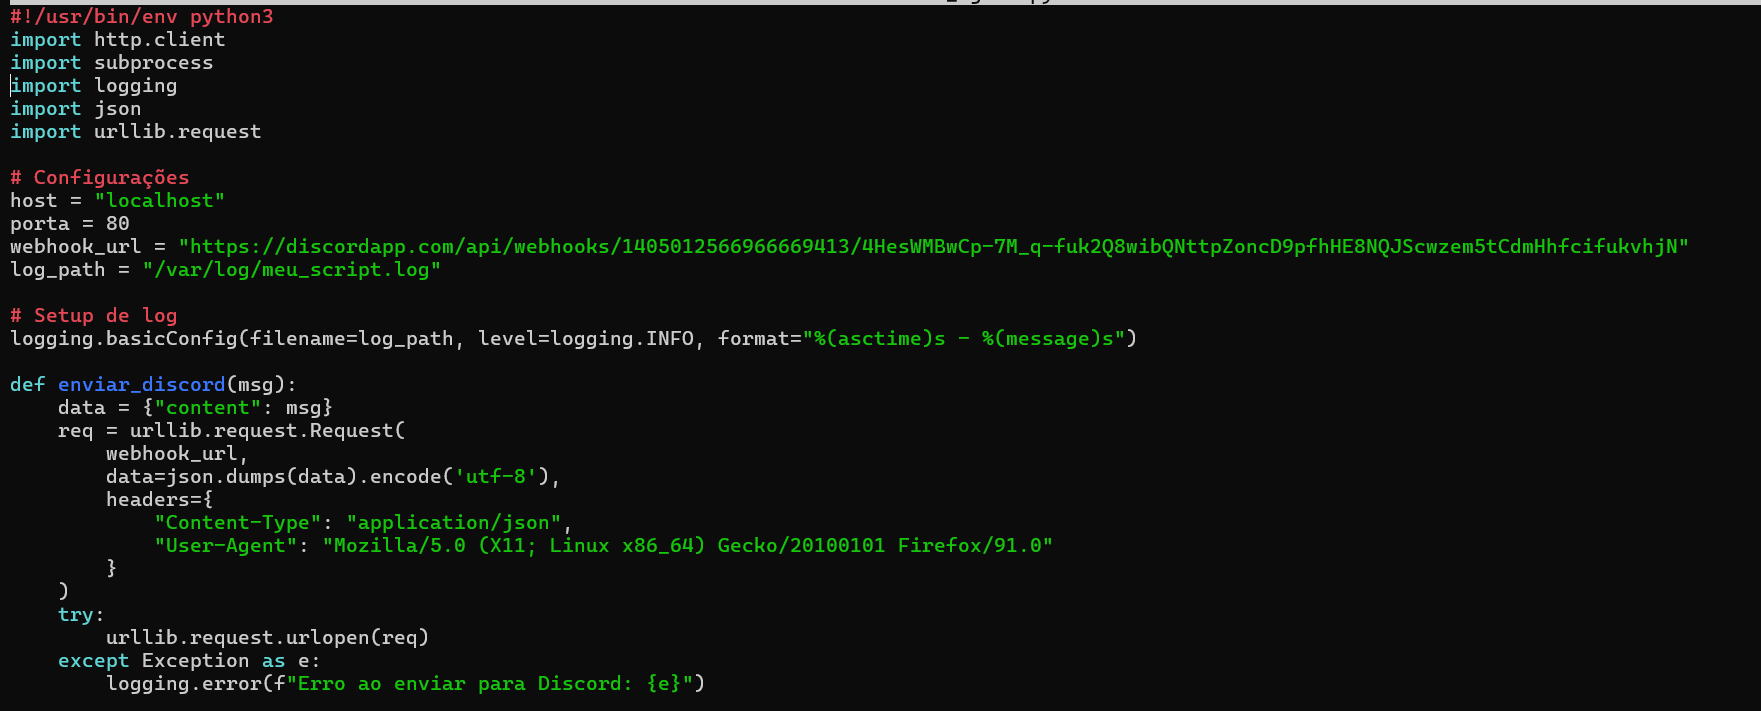 #!/usr/bin/env python3
import http.client
import subprocess
import logging
import json
import urllib.request
# Configurações
host = "localhost"
porta = 80
webhook_url = "https://discordapp.com/api/webhooks/1405012566966669413/4HesWMBwCp-7M_q-fuk2Q8wibQNttpZoncD9pfhHE8NQJScwzem5tCdmHhfcifukvhjN"
log_path = "/var/log/meu_script.log"
# Setup de log
logging.basicConfig(filename=log_path, level=logging.INFO, format="%(asctime)s - %(message)s")
def enviar_discord(msg):
    data = {"content": msg}
    req = urllib.request.Request(
        webhook_url,
        data=json.dumps(data).encode('utf-8'),
        headers={
            "Content-Type": "application/json",
            "User-Agent": "Mozilla/5.0 (X11; Linux x86_64) Gecko/20100101 Firefox/91.0"
        }
    )
    try:
        urllib.request.urlopen(req)
    except Exception as e:
        logging.error(f"Erro ao enviar para Discord: {e}")